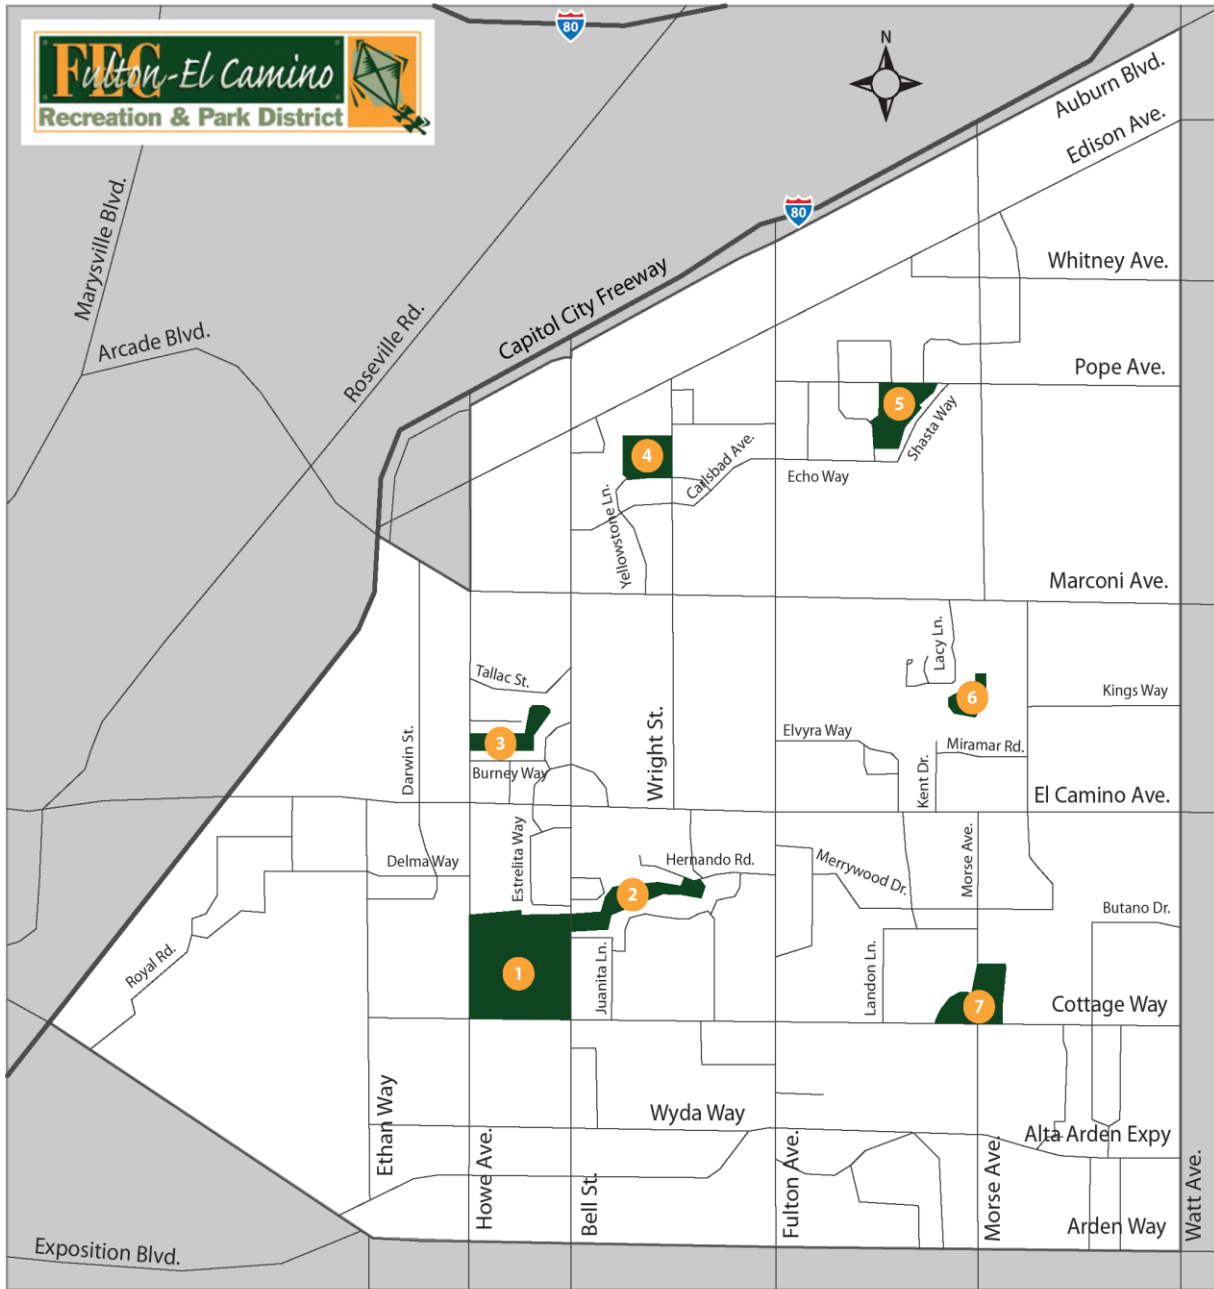 80
FEC
Fulton-El Camino
Recreation & Park District
N
Auburn Blvd.
Edison Ave.
Marysville Blvd.
80
Whitney Ave.
Capitol City Freeway
Roseville Rd.
Arcade Blvd.
Pope Ave.
5
Shasta Way
4
Carlsbad Ave.
Echo Way
Yellowstone Ln.
Marconi Ave.
Lacy Ln.
Tallac St.
6
Kings Way
Wright St.
Elvyra Way
3
Miramar Rd.
Darwin St.
Burney Way
Kent Dr.
El Camino Ave.
Estrelita Way
Morse Ave.
Delma Way
Hernando Rd.
Merrywood Dr.
2
Butano Dr.
Royal Rd.
1
Juanita Ln.
Landon Ln.
7
Cottage Way
Wyda Way
Ethan Way
Alta Arden Expy
Howe Ave.
Bell St.
Fulton Ave.
Morse Ave.
Watt Ave.
Arden Way
Exposition Blvd.